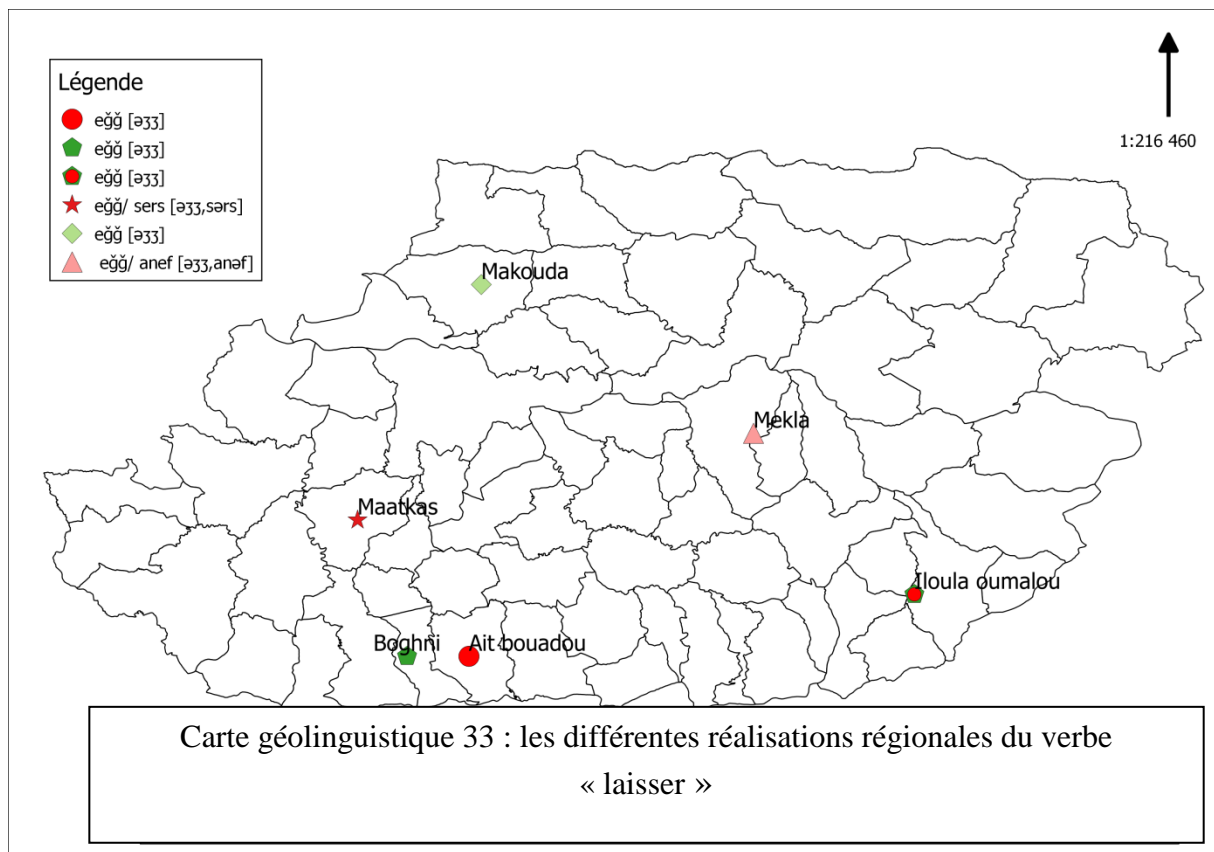 Légende
eǧǧ [əʒʒ]
eǧǧ [əʒʒ]
eǧǧ [əʒʒ]
eǧǧ/ sers [əʒʒ,sərs]
eǧǧ [əʒʒ]
eǧǧ/ anef [əʒʒ,anəf]
1:216 460
Makouda
Mekla
Maatkas
Iloula oumalou
Boghni
Ait bouadou
Carte géolinguistique 33 : les différentes réalisations régionales du verbe
« laisser »